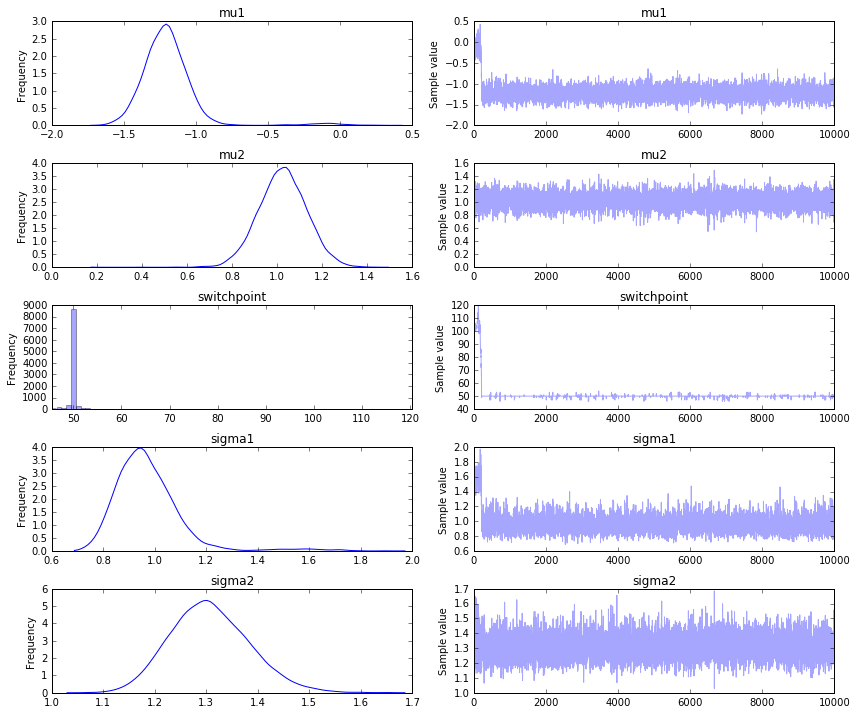 mu1
Frequency
3.0
2.5
2.0
1.5
1.0
0.5
0.0
−2.0 −1.5 −1.0 −0.5 0.0 0.5
mu1
Sample value
0.5
0.0
−0.5
−1.0
−1.5
−2.0
0 2000 4000 6000 8000 10000
mu2
Frequency
4.0
3.5
3.0
2.5
2.0
1.5
1.0
0.5
0.0
0.0 0.2 0.4 0.6 0.8 1.0 1.2 1.4 1.6
mu2
Sample value
1.6
1.4
1.2
1.0
0.8
0.6
0.4
0.2
0.0
0 2000 4000 6000 8000 10000
switchpoint
Frequency
9000
8000
7000
6000
5000
4000
3000
2000
1000
0
50 60 70 80 90 100 110 120
switchpoint
Sample value
120
110
100
90
80
70
60
50
40
0 2000 4000 6000 8000 10000
sigma1
Frequency
4.0
3.5
3.0
2.5
2.0
1.5
1.0
0.5
0.0
0.6 0.8 1.0 1.2 1.4 1.6 1.8 2.0
sigma1
Sample value
2.0
1.8
1.6
1.4
1.2
1.0
0.8
0.6
0 2000 4000 6000 8000 10000
sigma2
Frequency
6
5
4
3
2
1
0
1.0 1.1 1.2 1.3 1.4 1.5 1.6 1.7
sigma2
Sample value
1.7
1.6
1.5
1.4
1.3
1.2
1.1
1.0
0 2000 4000 6000 8000 10000